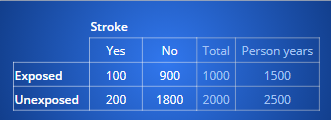 Stroke
Yes No Total Person years
Exposed 100 900 1000 1500
Unexposed 200 1800 2000 2500